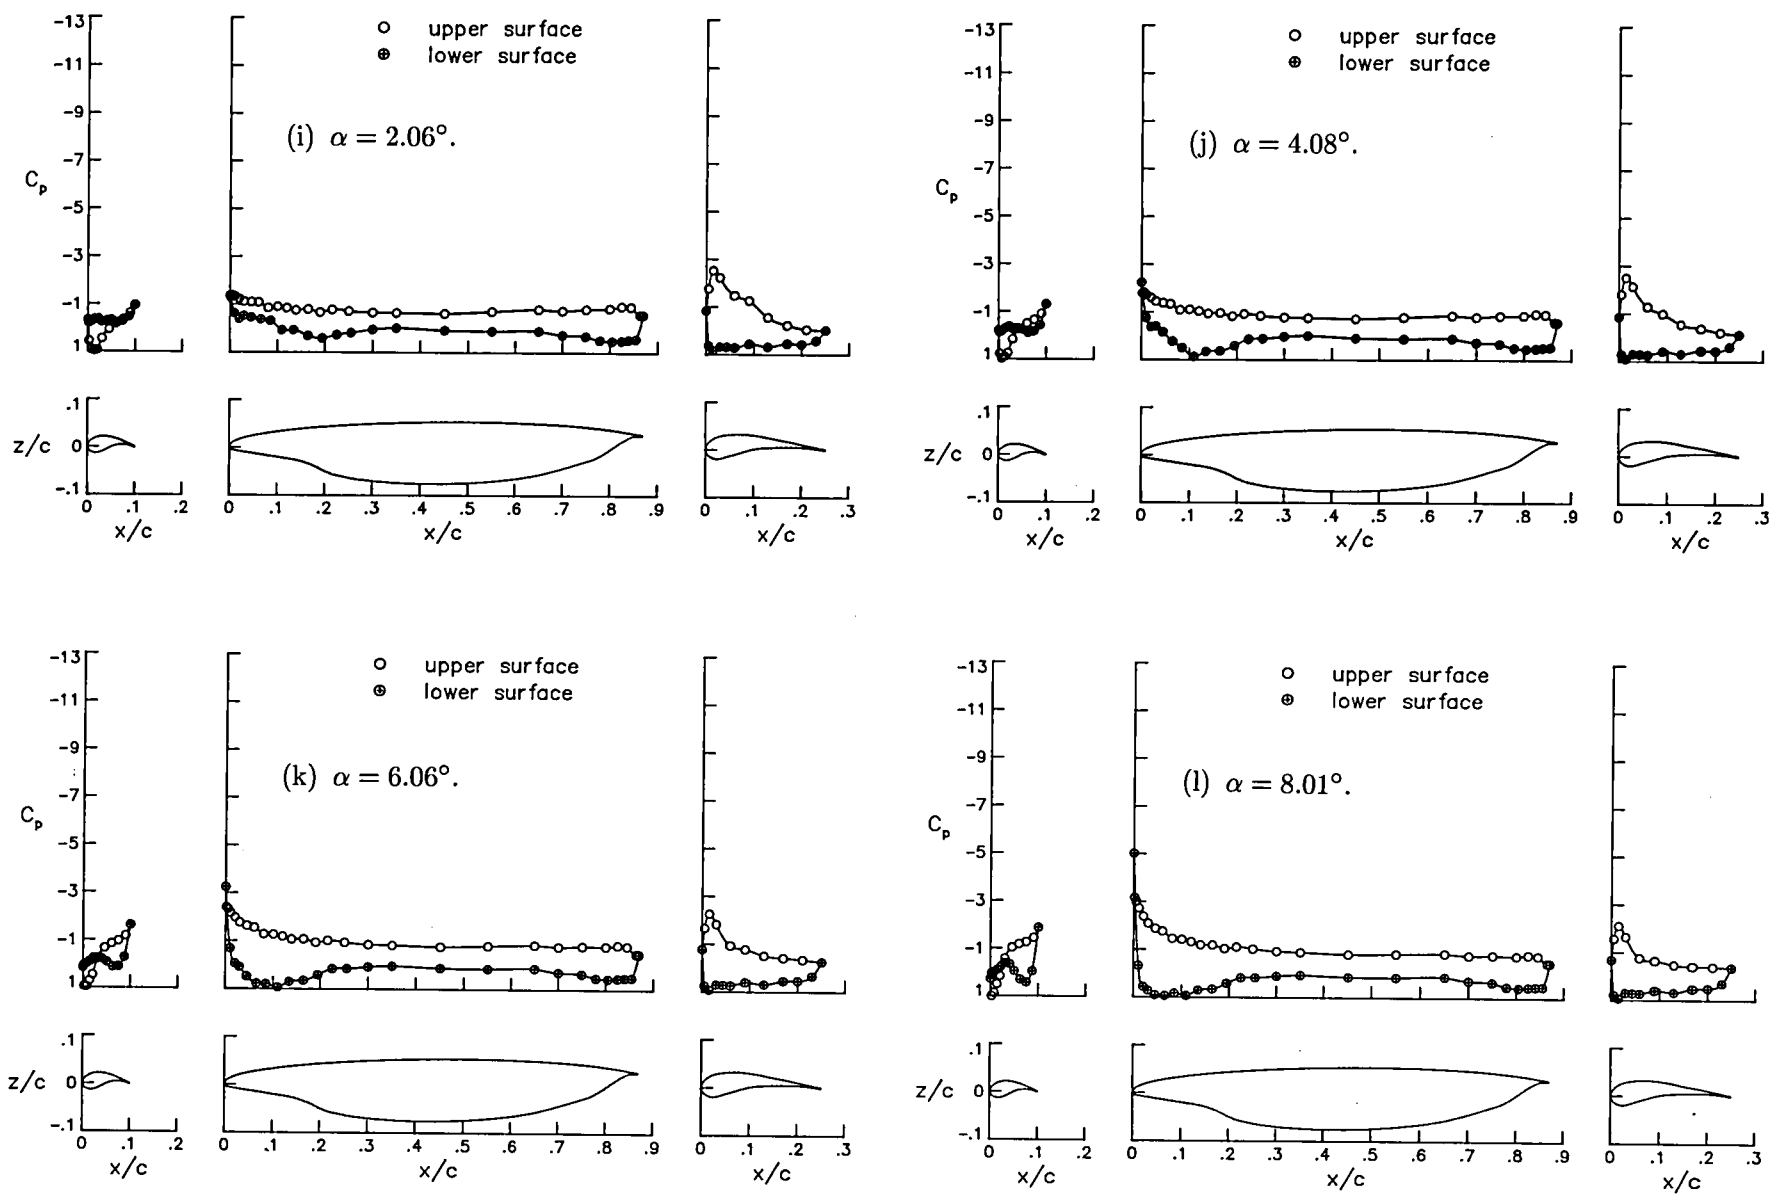 -13
-11
-9
-7
-5
-3
-1
1
Cp
upper surface
lower surface
(i) α = 2.06°.
.1
z/c 0
-.1
0 .1 .2
x/c
0 .1 .2 .3 .4 .5 .6 .7 .8 .9
x/c
0 .1 .2 .3
x/c
-13
-11
-9
-7
-5
-3
-1
1
Cp
upper surface
lower surface
(j) α = 4.08°.
.1
z/c 0
-.1
0 .1 .2
x/c
0 .1 .2 .3 .4 .5 .6 .7 .8 .9
x/c
0 .1 .2 .3
x/c
-13
-11
-9
-7
-5
-3
-1
1
Cp
upper surface
lower surface
(k) α = 6.06°.
.1
z/c 0
-.1
0 .1 .2
x/c
0 .1 .2 .3 .4 .5 .6 .7 .8 .9
x/c
0 .1 .2 .3
x/c
-13
-11
-9
-7
-5
-3
-1
1
Cp
upper surface
lower surface
(l) α = 8.01°.
.1
z/c 0
-.1
0 .1 .2
x/c
0 .1 .2 .3 .4 .5 .6 .7 .8 .9
x/c
0 .1 .2 .3
x/c